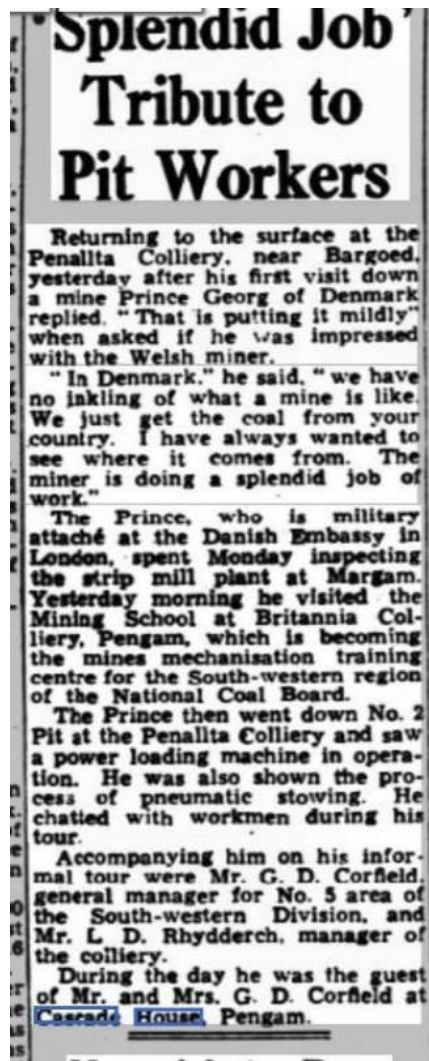 'Splendid Job'
Tribute to
Pit Workers
Returning to the surface at the
Penallta Colliery, near Bargoed,
yesterday after his first visit down
a mine Prince Georg of Denmark
replied. "That is putting it mildly"
when asked if he was impressed
with the Welsh miner.
"In Denmark," he said, "we have
no inkling of what a mine is like.
We just get the coal from your
country. I have always wanted to
see where it comes from. The
miner is doing a splendid job of
work."
The Prince, who is military
attaché at the Danish Embassy in
London, spent Monday inspecting
the strip mill plant at Margam.
Yesterday morning he visited the
Mining School at Britannia Col-
liery, Pengam, which is becoming
the mines mechanisation training
centre for the South-western region
of the National Coal Board.
The Prince then went down No. 2
Pit at the Penallta Colliery and saw
a power loading machine in opera-
tion. He was also shown the pro-
cess of pneumatic stowing. He
chatted with workmen during his
tour.
Accompanying him on his infor-
mal tour were Mr. G. D. Corfield,
general manager for No. 5 area of
the South-western Division, and
Mr. L. D. Rhydderch, manager of
the colliery.
During the day he was the guest
of Mr. and Mrs. G. D. Corfield at
Cascade House, Pengam.